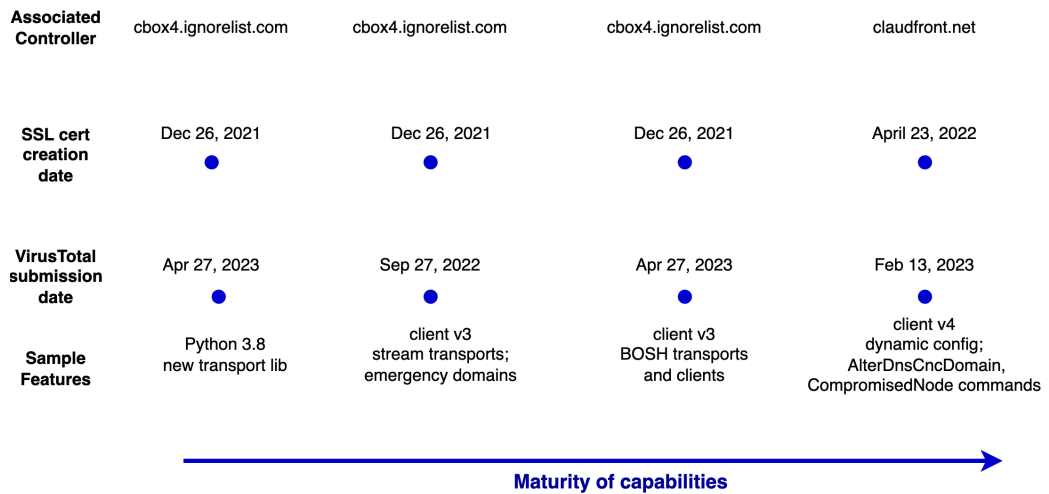 Associated
Controller
cbox4.ignorelist.com
cbox4.ignorelist.com
cbox4.ignorelist.com
claudfront.net
SSL cert
creation
date
Dec 26, 2021
Dec 26, 2021
Dec 26, 2021
April 23, 2022
VirusTotal
submission
date
Apr 27, 2023
Sep 27, 2022
Apr 27, 2023
Feb 13, 2023
Sample
Features
Python 3.8
new transport lib
client v3
stream transports;
emergency domains
client v3
BOSH transports
and clients
client v4
dynamic config;
AlterDnsCncDomain,
CompromisedNode commands
Maturity of capabilities